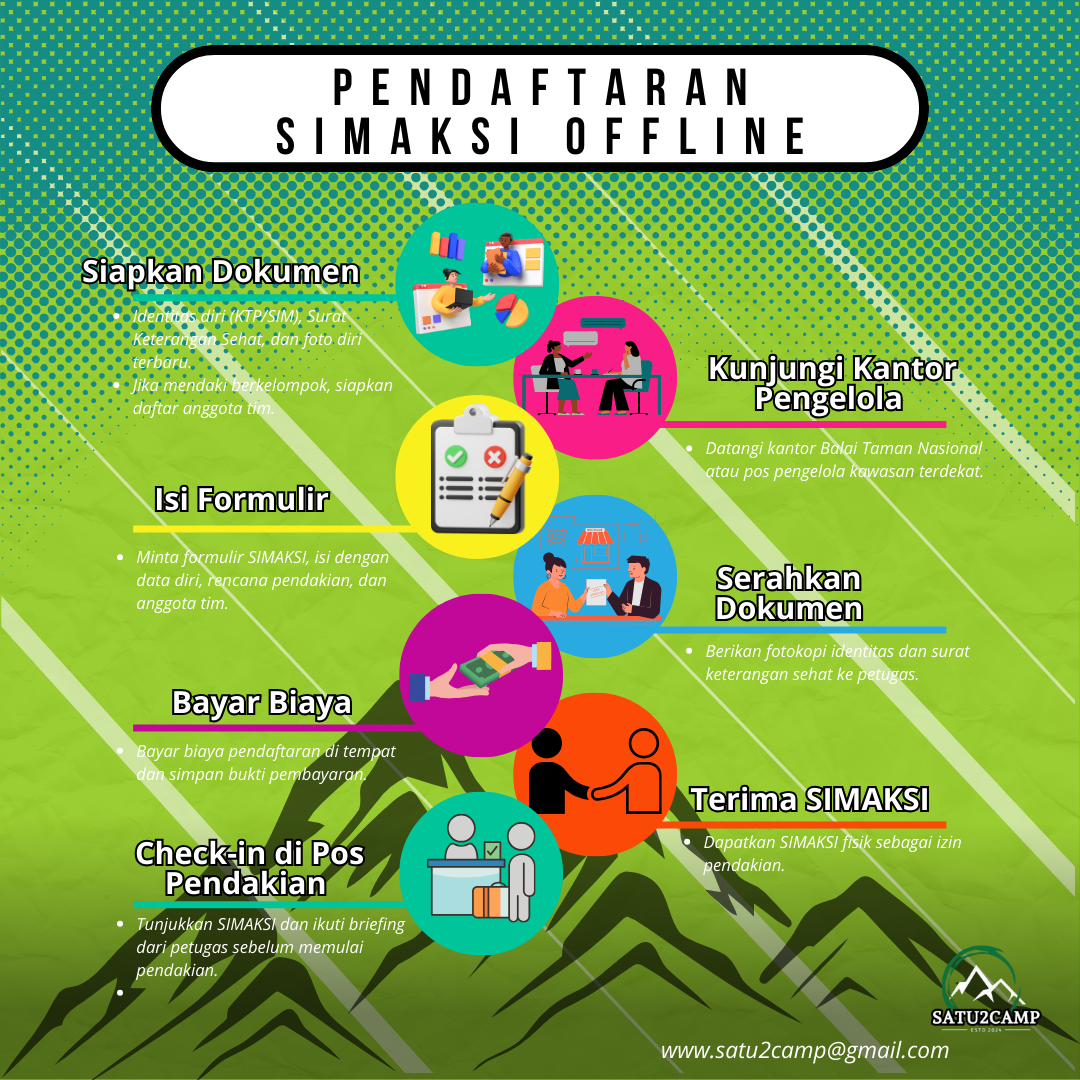 PENDAFTARAN
SIMAKSI OFFLINE
Siapkan Dokumen
• Identitas diri (KTP/SIM), Surat
Keterangan Sehat, dan foto diri
terbaru.
• Jika mendaki berkelompok, siapkan
daftar anggota tim.
Kunjungi Kantor
Pengelola
• Datangi kantor Balai Taman Nasional
atau pos pengelola kawasan terdekat.
Isi Formulir
• Minta formulir SIMAKSI, isi dengan
data diri, rencana pendakian, dan
anggota tim.
Serahkan
Dokumen
• Berikan fotokopi identitas dan surat
keterangan sehat ke petugas.
Bayar Biaya
• Bayar biaya pendaftaran di tempat
dan simpan bukti pembayaran.
Terima SIMAKSI
• Dapatkan SIMAKSI fisik sebagai izin
pendakian.
Check-in di Pos
Pendakian
• Tunjukkan SIMAKSI dan ikuti briefing
dari petugas sebelum memulai
pendakian.
•
SATU2CAMP
ESTD 2024
www.satu2camp@gmail.com